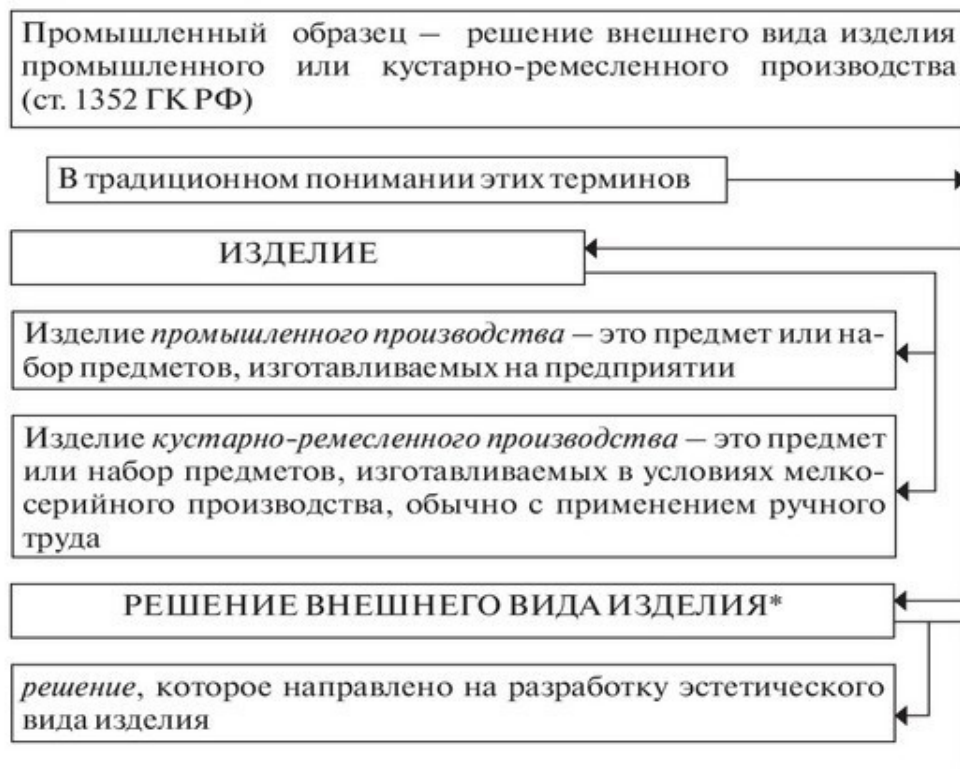 Промышленный образец – решение внешнего вида изделия
промышленного или кустарно-ремесленного производства
(ст. 1352 ГК РФ)
В традиционном понимании этих терминов
ИЗДЕЛИЕ
Изделие промышленного производства – это предмет или на-
бор предметов, изготавливаемых на предприятии
Изделие кустарно-ремесленного производства – это предмет
или набор предметов, изготавливаемых в условиях мелко-
серийного производства, обычно с применением ручного
труда
РЕШЕНИЕ ВНЕШНЕГО ВИДА ИЗДЕЛИЯ*
решение, которое направлено на разработку эстетического
вида изделия